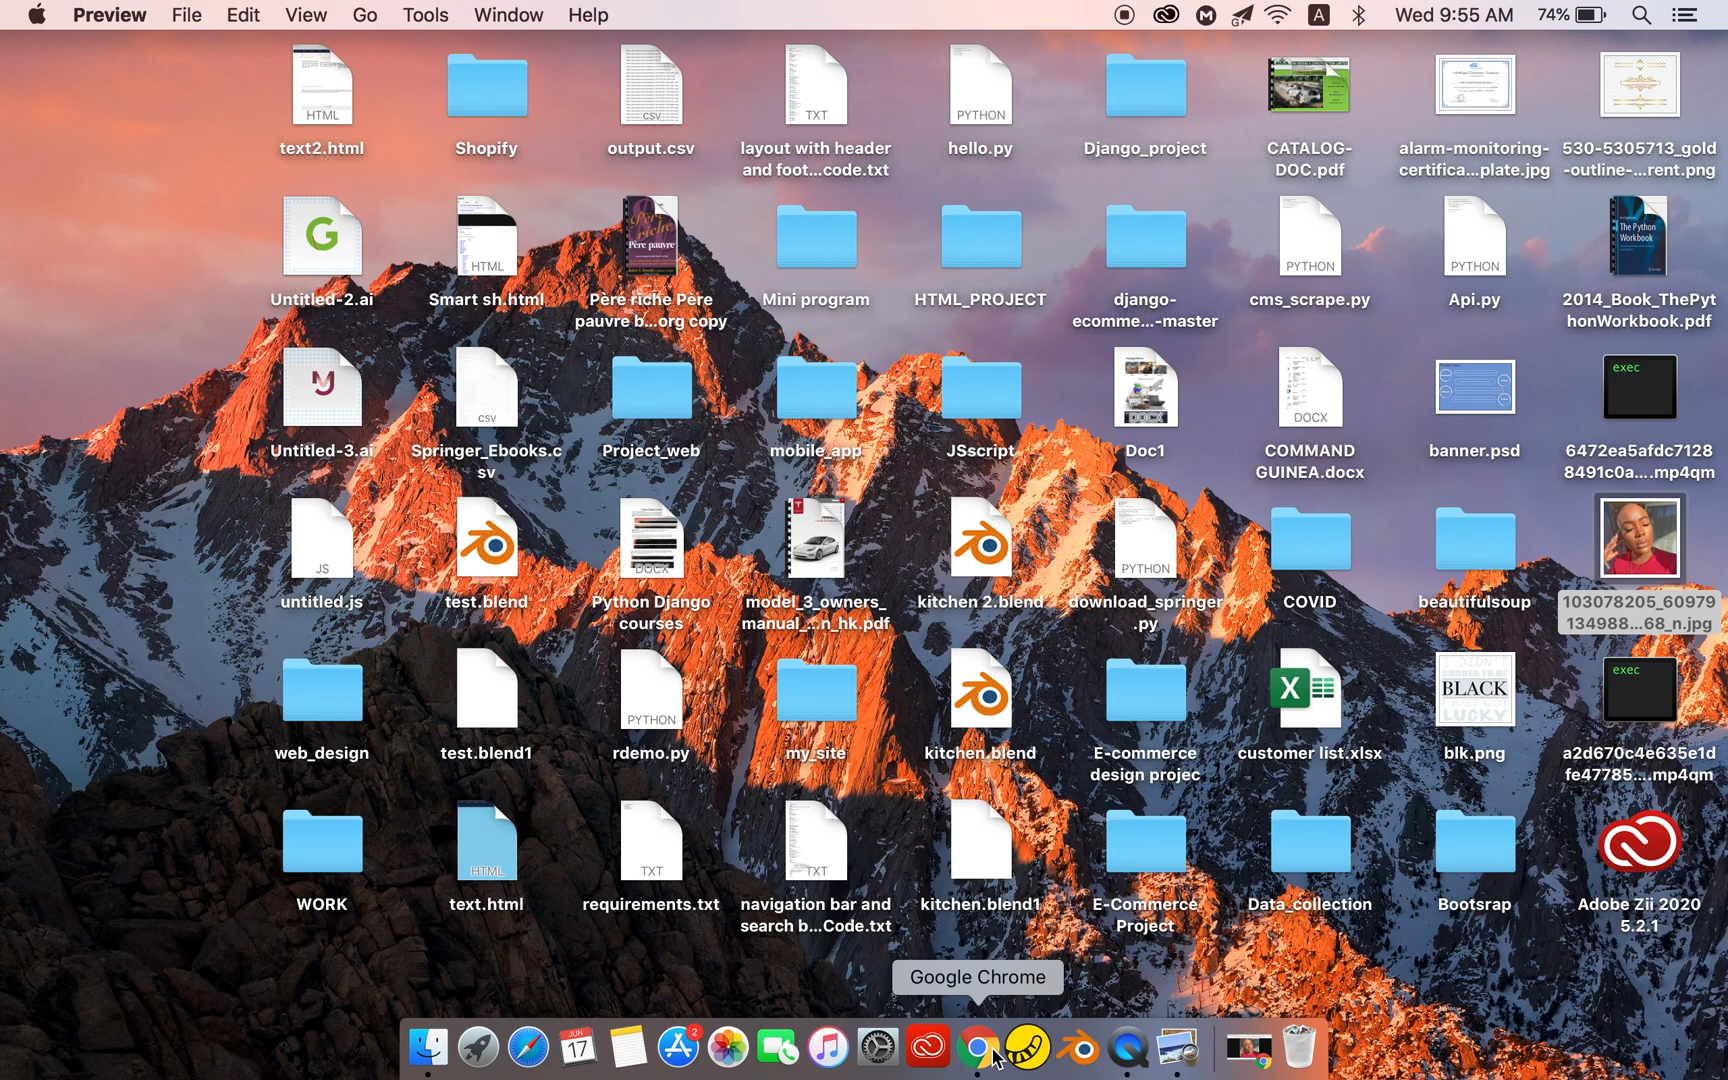 Preview File Edit View Go Tools Window Help A Wed 9:55 AM 74%
HTML
text2.html
Shopify
CSV
output.csv
TXT
layout with header
and foot...code.txt
PYTHON
hello.py
Django_project
CATALOG-
DOC.pdf
alarm-monitoring-
certifica...plate.jpg
530-5305713_gold
-outline-...rent.png
G
Untitled-2.ai
HTML
Smart sh.html
Père riche
Père pauvre
Père riche Père
pauvre b...org copy
Mini program
HTML_PROJECT
django-
ecomme...-master
PYTHON
cms_scrape.py
PYTHON
Api.py
The Python
Workbook
2014_Book_ThePyt
honWorkbook.pdf
Untitled-3.ai
CSV
Springer_Ebooks.c
sv
Project_web
mobile_app
JSscript
DOCX
Doc1
DOCX
COMMAND
GUINEA.docx
banner.psd
exec
6472ea5afdc7128
8491c0a....mp4qm
JS
untitled.js
test.blend
DOCX
Python Django
courses
model_3_owners_
manual_...n_hk.pdf
kitchen 2.blend
PYTHON
download_springer
.py
COVID
beautifulsoup
103078205_60979
134988...68_n.jpg
web_design
test.blend1
PYTHON
rdemo.py
my_site
kitchen.blend
E-commerce
design projec
X
customer list.xlsx
I DIDN'T
BLACK
LUCKY
blk.png
exec
a2d670c4e635e1d
fe47785....mp4qm
WORK
HTML
text.html
TXT
requirements.txt
TXT
navigation bar and
search b...Code.txt
kitchen.blend1
E-Commerce
Project
Data_collection
Bootsrap
Adobe Zii 2020
5.2.1
Google Chrome
JUN
17
2